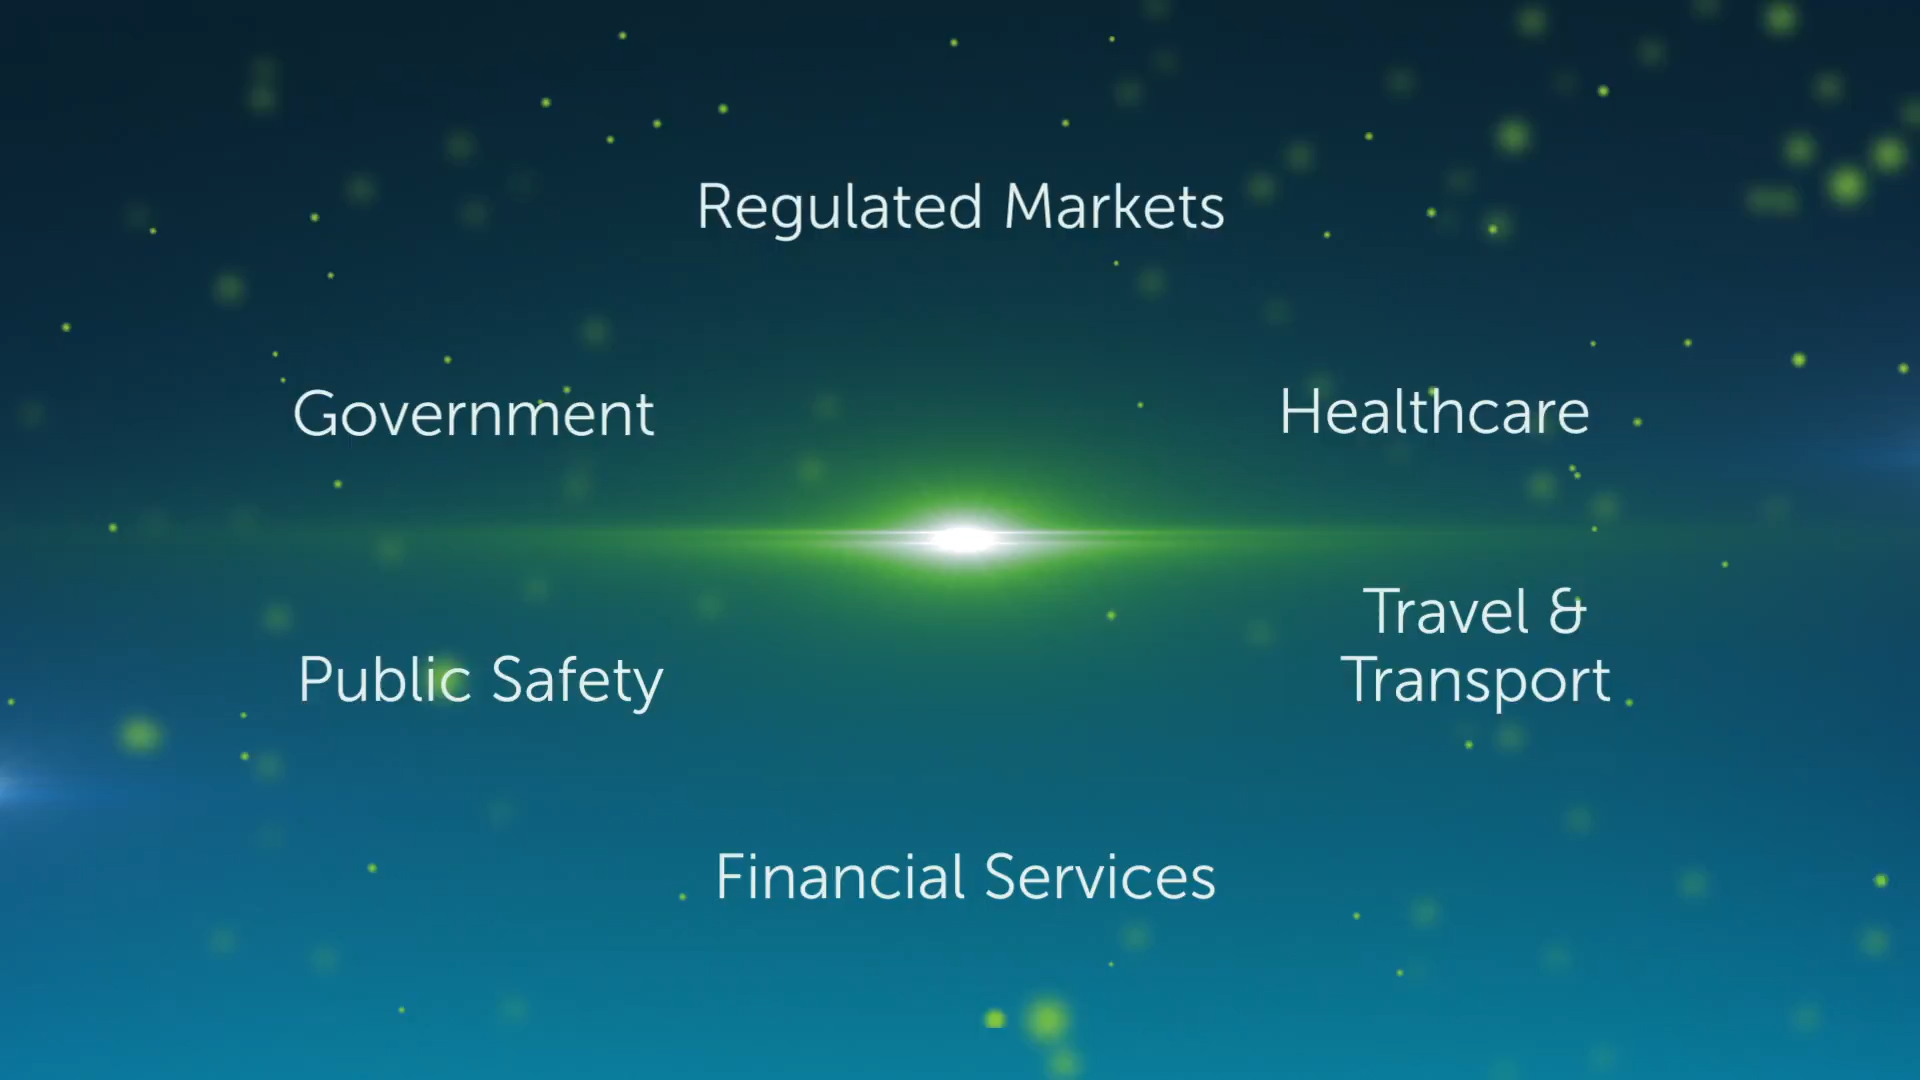 Regulated Markets
Government
Healthcare
Travel &
Transport
Public Safety
Financial Services